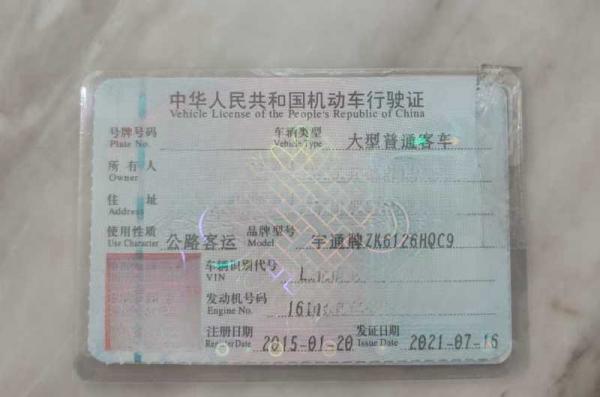 中华人民共和国机动车行驶证
Vehicle License of the People's Republic of China
号牌号码 车辆类型 大型普通客车
Plate No. Vehicle Type
所有人
Owner
住址
Address
使用性质 公路客运 品牌型号 宇通牌ZK6126HQC9
Use Character Model
车辆识别代号 L
VIN
发动机号码 161
Engine No.
注册日期 2015-01-20 发证日期 2021-07-16
Register Date Issue Date